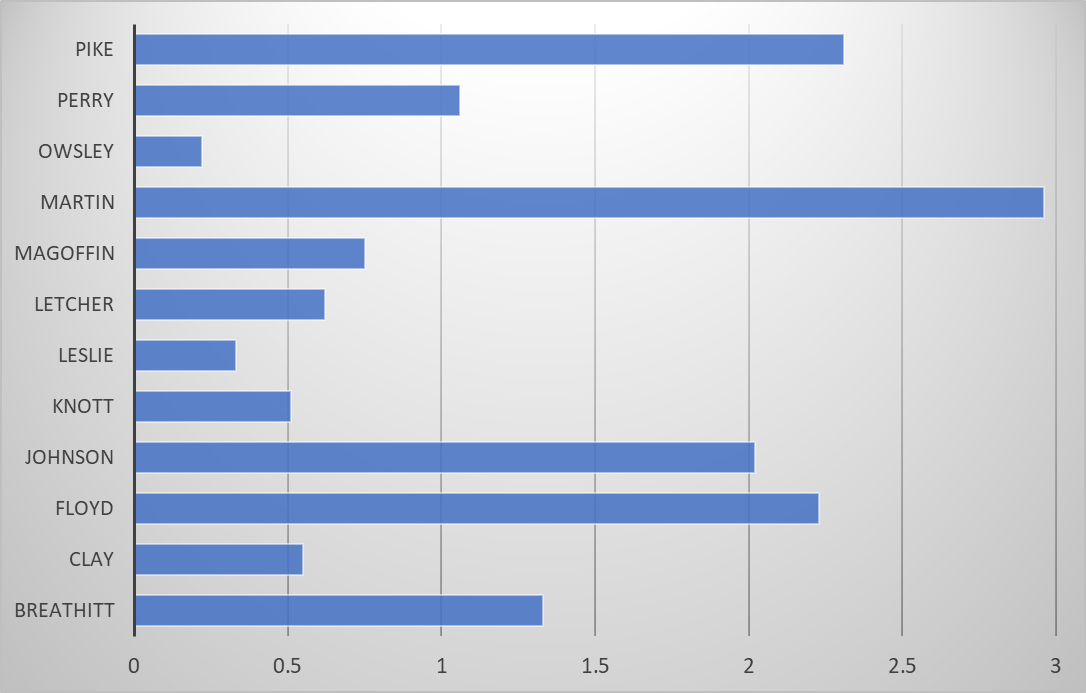 PIKE
PERRY
OWSLEY
MARTIN
MAGOFFIN
LETCHER
LESLIE
KNOTT
JOHNSON
FLOYD
CLAY
BREATHITT
0 0.5 1 1.5 2 2.5 3